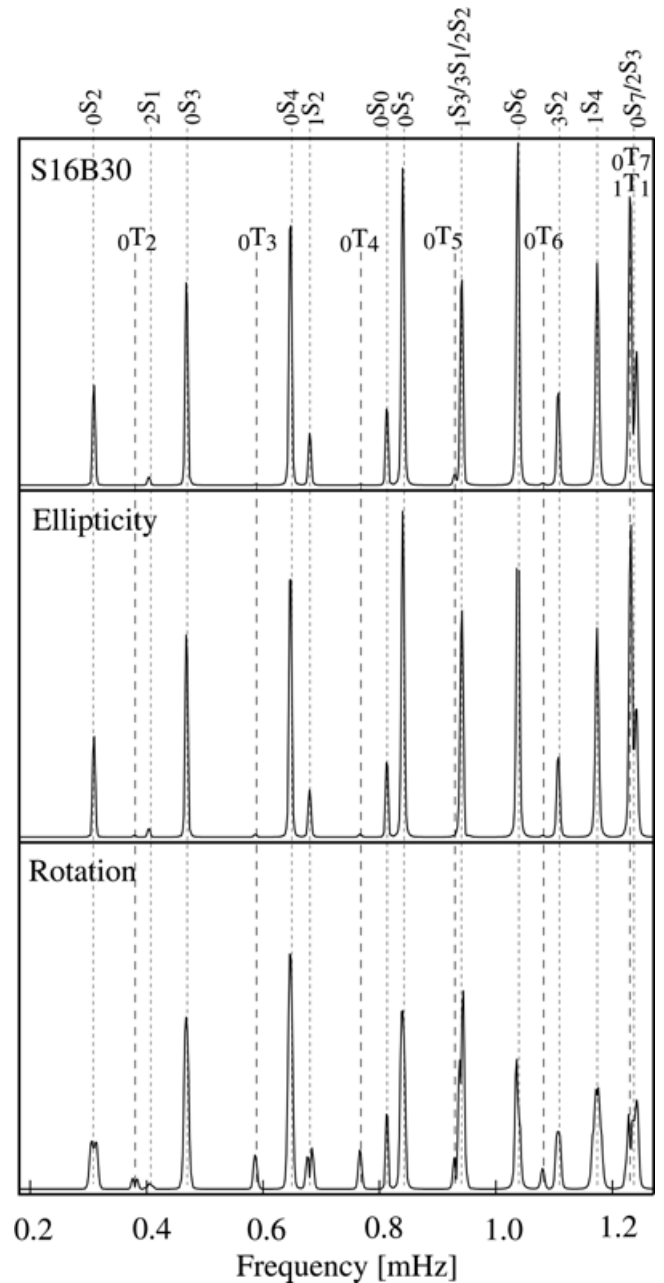 0S2
2S1
0S3
0S4
1S2
0S0
0S5
1S3/3S1/2S2
0S6
3S2
1S4
0S7/2S3
S16B30
0T7
1T1
0T2
0T3
0T4
0T5
0T6
Ellipticity
Rotation
0.2 0.4 0.6 0.8 1.0 1.2
Frequency [mHz]